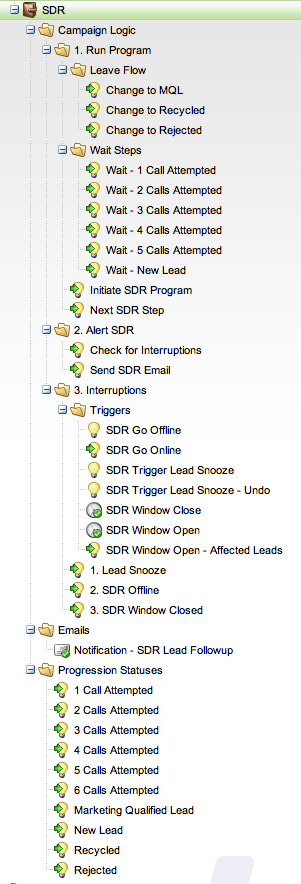 SDR
Campaign Logic
1. Run Program
Leave Flow
Change to MQL
Change to Recycled
Change to Rejected
Wait Steps
Wait - 1 Call Attempted
Wait - 2 Calls Attempted
Wait - 3 Calls Attempted
Wait - 4 Calls Attempted
Wait - 5 Calls Attempted
Wait - New Lead
Initiate SDR Program
Next SDR Step
2. Alert SDR
Check for Interruptions
Send SDR Email
3. Interruptions
Triggers
SDR Go Offline
SDR Go Online
SDR Trigger Lead Snooze
SDR Trigger Lead Snooze - Undo
SDR Window Close
SDR Window Open
SDR Window Open - Affected Leads
1. Lead Snooze
2. SDR Offline
3. SDR Window Closed
Emails
Notification - SDR Lead Followup
Progression Statuses
1 Call Attempted
2 Calls Attempted
3 Calls Attempted
4 Calls Attempted
5 Calls Attempted
6 Calls Attempted
Marketing Qualified Lead
New Lead
Recycled
Rejected